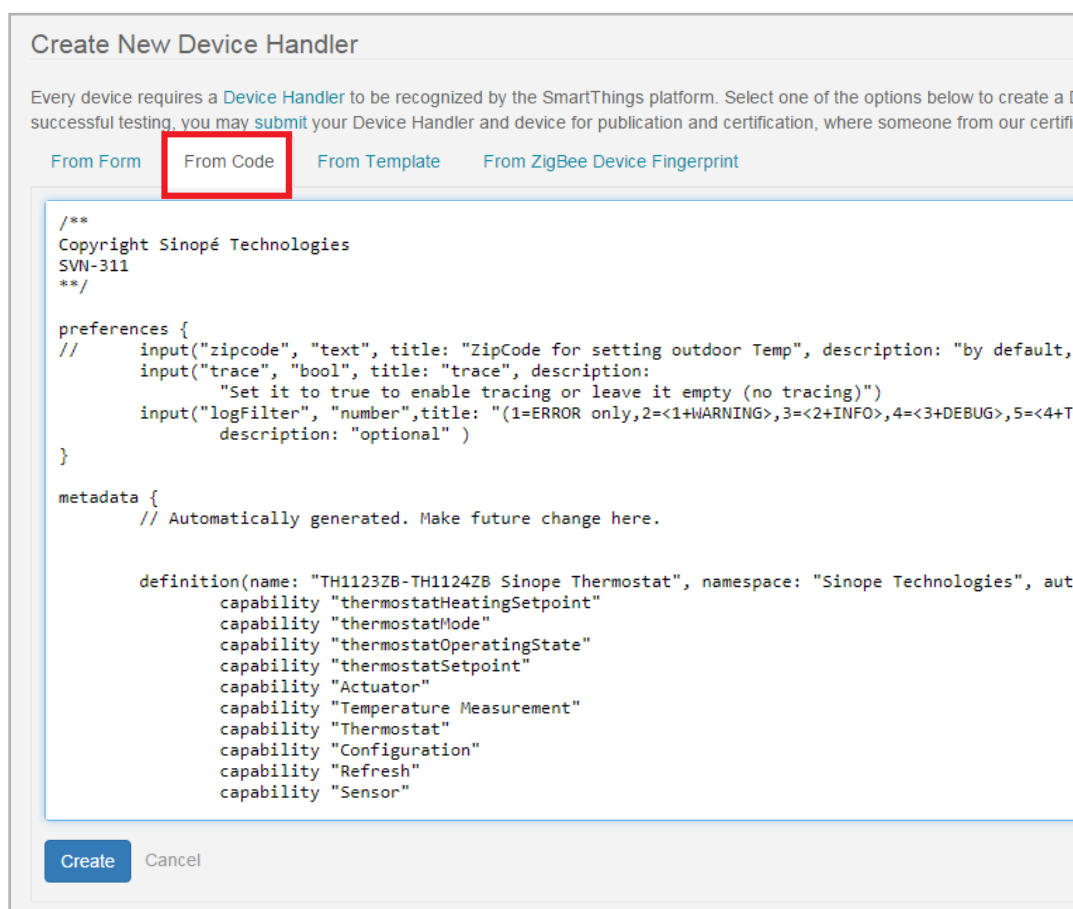 Create New Device Handler
Every device requires a Device Handler to be recognized by the SmartThings platform. Select one of the options below to create a
successful testing, you may submit your Device Handler and device for publication and certification, where someone from our certifi
From Form From Code From Template From ZigBee Device Fingerprint
/**
Copyright Sinopé Technologies
SVN-311
**/
preferences {
// input("zipcode", "text", title: "ZipCode for setting outdoor Temp", description: "by default,
input("trace", "bool", title: "trace", description:
"Set it to true to enable tracing or leave it empty (no tracing)")
input("logFilter", "number",title: "(1=ERROR only,2=<1+WARNING>,3=<2+INFO>,4=<3+DEBUG>,5=<4+T
description: "optional" )
}
metadata {
// Automatically generated. Make future change here.
definition(name: "TH1123ZB-TH1124ZB Sinope Thermostat", namespace: "Sinope Technologies", aut
capability "thermostatHeatingSetpoint"
capability "thermostatMode"
capability "thermostatOperatingState"
capability "thermostatSetpoint"
capability "Actuator"
capability "Temperature Measurement"
capability "Thermostat"
capability "Configuration"
capability "Refresh"
capability "Sensor"
Create Cancel